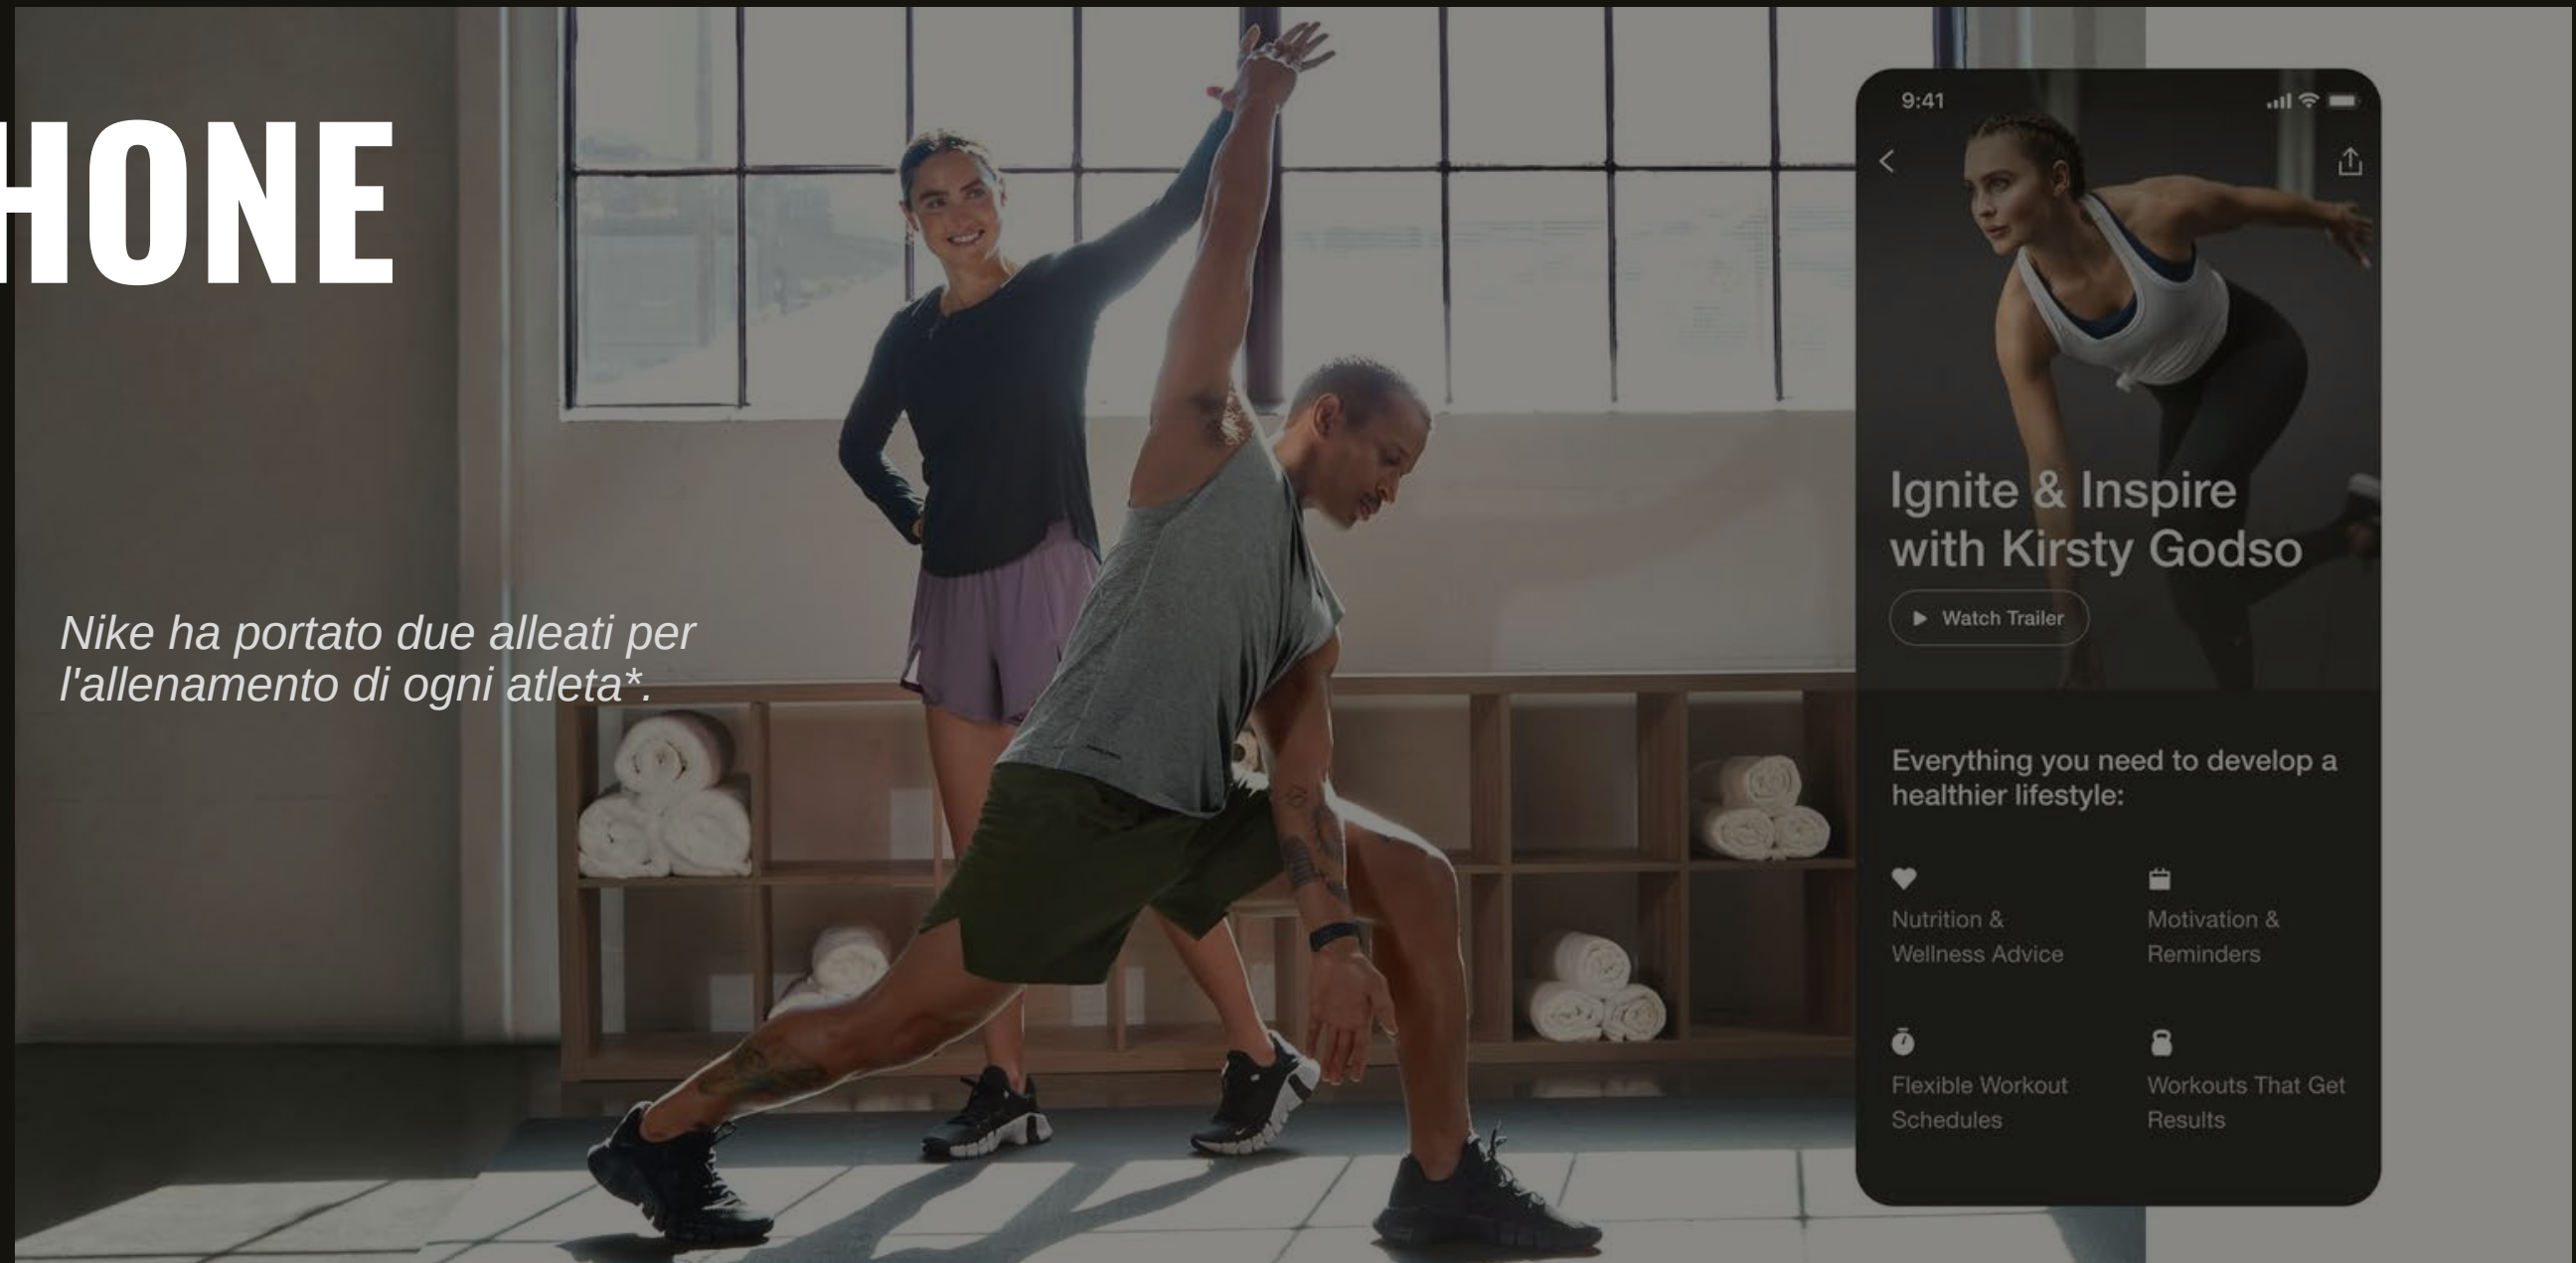 HONE
Nike ha portato due alleati per
l'allenamento di ogni atleta*.
9:41
Ignite & Inspire
with Kirsty Godso
Watch Trailer
Everything you need to develop a
healthier lifestyle:
Nutrition &
Wellness Advice
Motivation &
Reminders
Flexible Workout
Schedules
Workouts That Get
Results